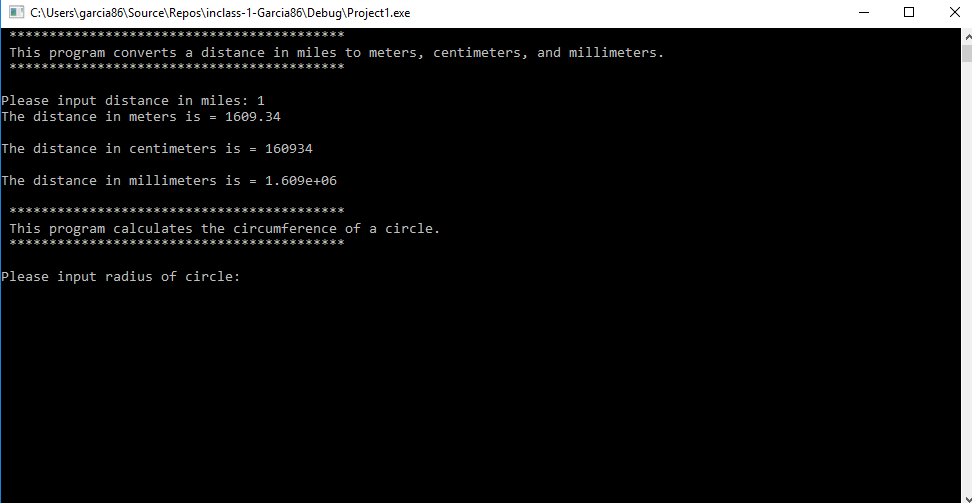 C:\Users\garcia86\Source\Repos\inclass-1-Garcia86\Debug\Project1.exe
******************************************
This program converts a distance in miles to meters, centimeters, and millimeters.
******************************************
Please input distance in miles: 1
The distance in meters is = 1609.34
The distance in centimeters is = 160934
The distance in millimeters is = 1.609e+06
******************************************
This program calculates the circumference of a circle.
******************************************
Please input radius of circle: